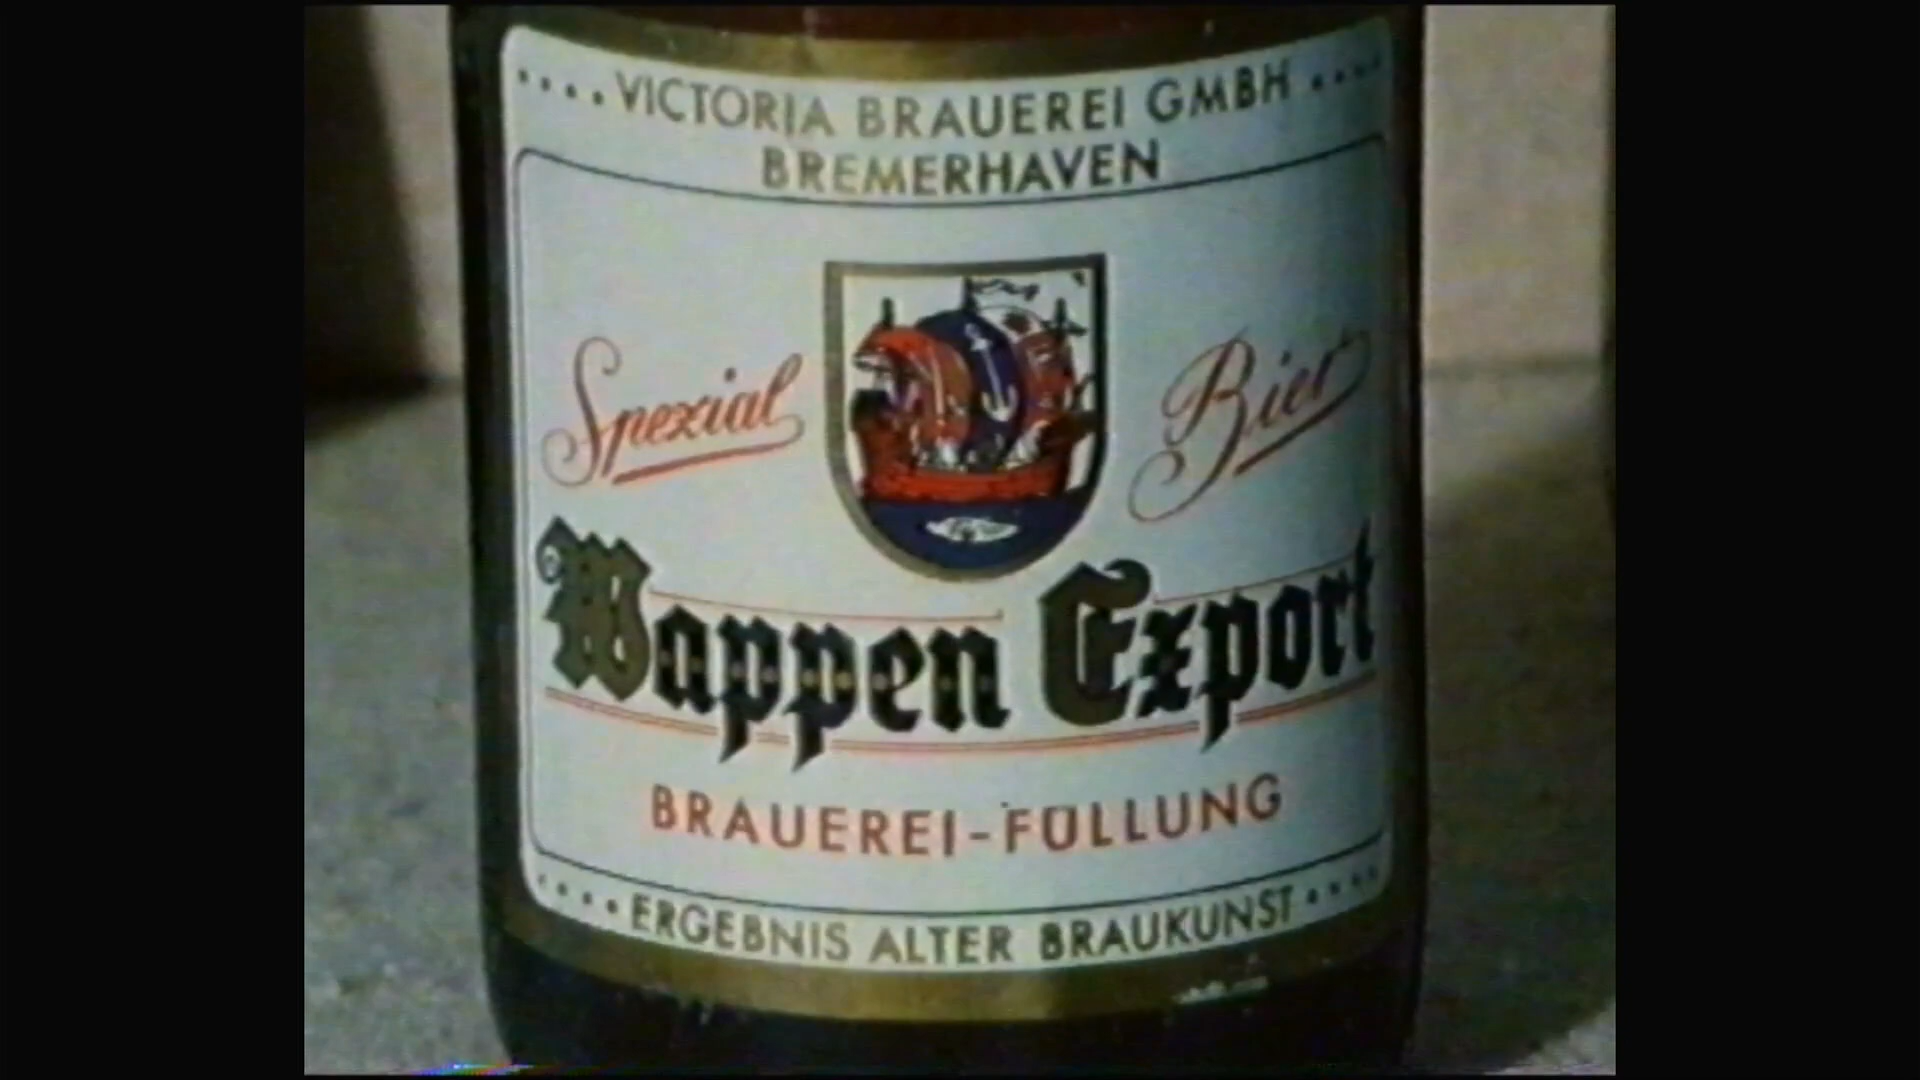 VICTORIA BRAUEREI GMBH
BREMERHAVEN
Spezial Bier
Wappen Export
BRAUEREI-FÜLLUNG
ERGEBNIS ALTER BRAUKUNST